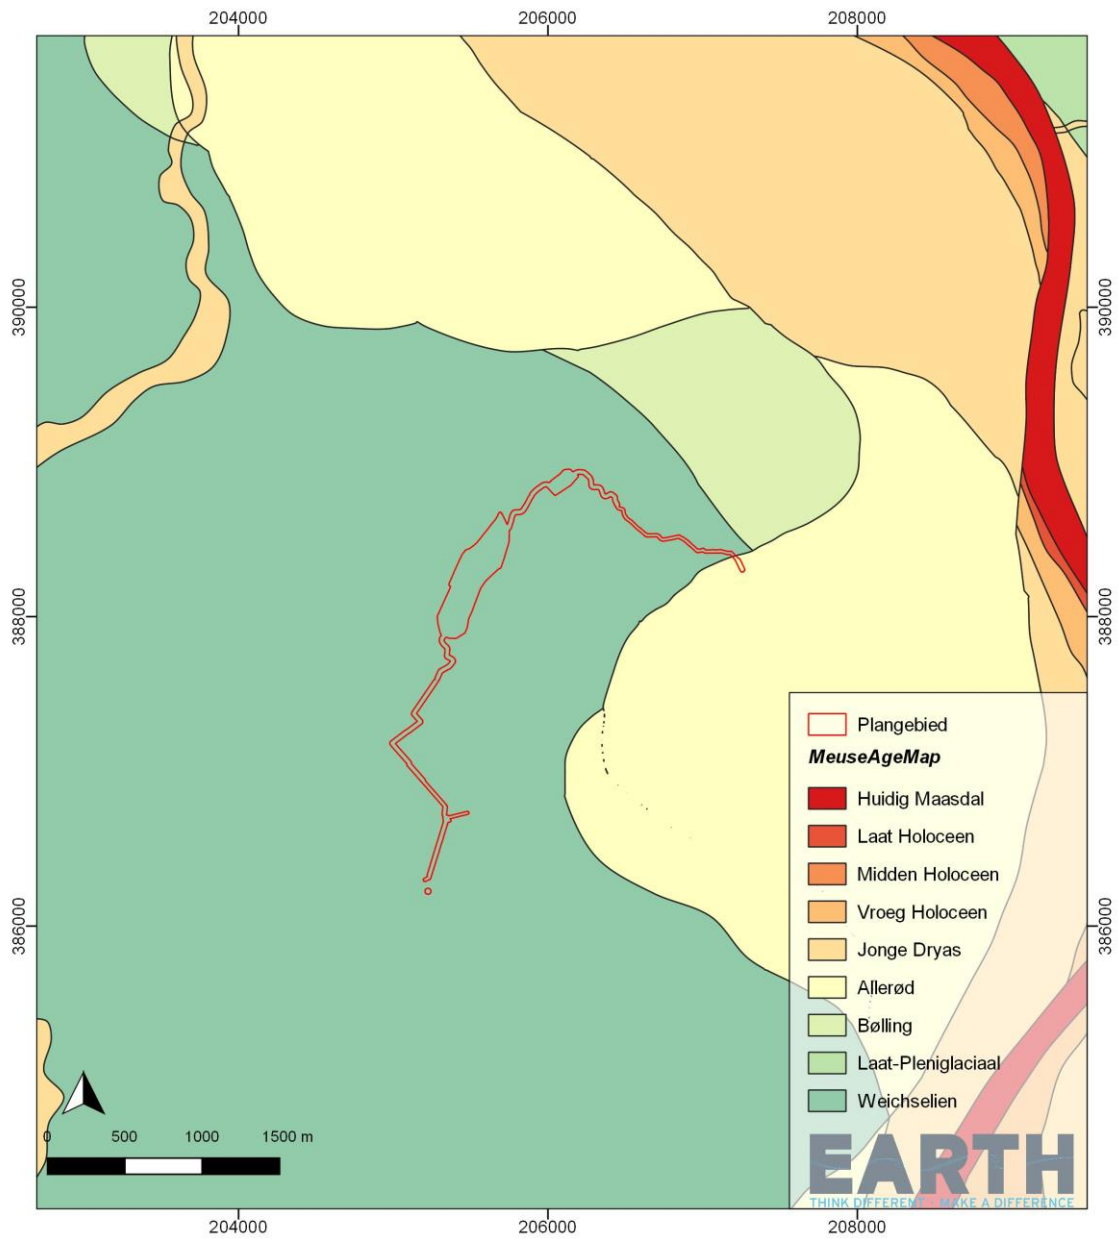 204000
206000
208000
390000
390000
388000
388000
386000
386000
Plangebied
MeuseAgeMap
Huidig Maasdal
Laat Holoceen
Midden Holoceen
Vroeg Holoceen
Jonge Dryas
Allerød
Bølling
Laat-Pleniglaciaal
Weichselien
0 500 1000 1500 m
EARTH
THINK DIFFERENT - MAKE A DIFFERENCE
204000
206000
208000